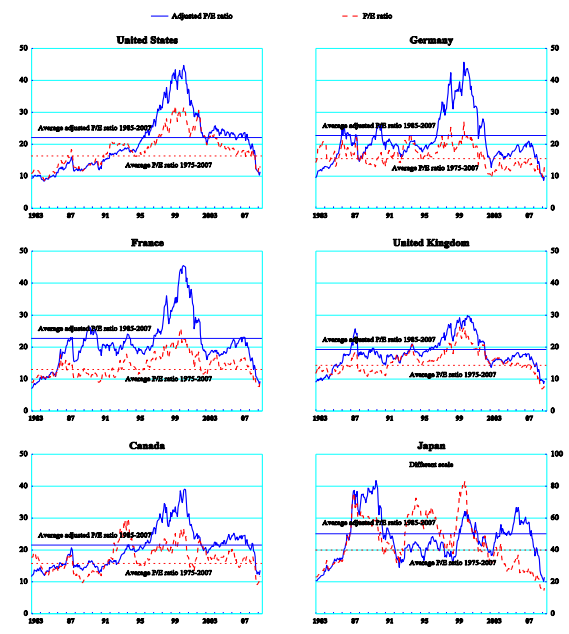 Adjusted P/E ratio P/E ratio
United States Germany
50 50
40 40
30 30
Average adjusted P/E ratio 1985-2007 Average adjusted P/E ratio 1985-2007
20 20
Average P/E ratio 1975-2007 Average P/E ratio 1975-2007
10 10
0 0
1983 87 91 95 99 2003 07 1983 87 91 95 99 2003 07
France United Kingdom
50 50
40 40
30 30
Average adjusted P/E ratio 1985-2007 Average adjusted P/E ratio 1985-2007
20 20
Average P/E ratio 1975-2007 Average P/E ratio 1975-2007
10 10
0 0
1983 87 91 95 99 2003 07 1983 87 91 95 99 2003 07
Canada Japan
50 100
Different scale
40 80
30 60
Average adjusted P/E ratio 1985-2007 Average adjusted P/E ratio 1985-2007
20 40
Average P/E ratio 1975-2007 Average P/E ratio 1975-2007
10 20
0 0
1983 87 91 95 99 2003 07 1983 87 91 95 99 2003 07